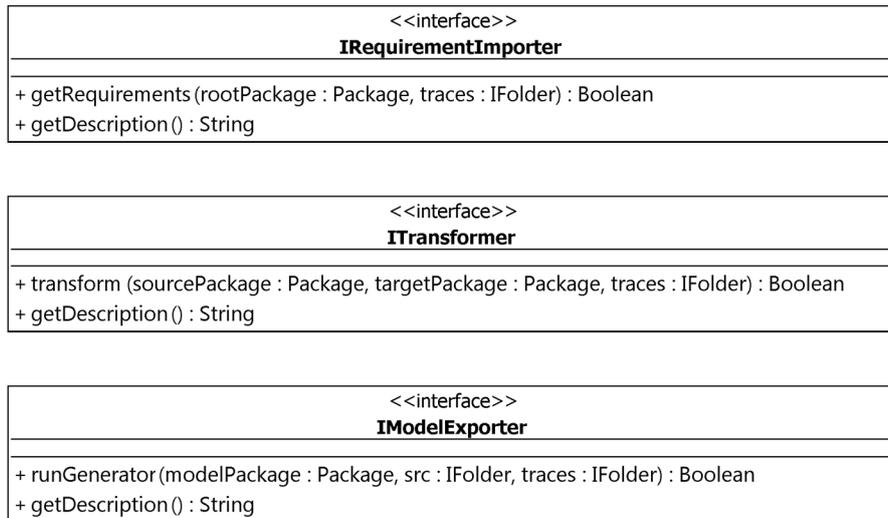 <<interface>>
IRequirementImporter
+ getRequirements(rootPackage : Package, traces : IFolder) : Boolean
+ getDescription() : String
<<interface>>
ITransformer
+ transform (sourcePackage : Package, targetPackage : Package, traces : IFolder) : Boolean
+ getDescription() : String
<<interface>>
IModelExporter
+ runGenerator(modelPackage : Package, src : IFolder, traces : IFolder) : Boolean
+ getDescription() : String